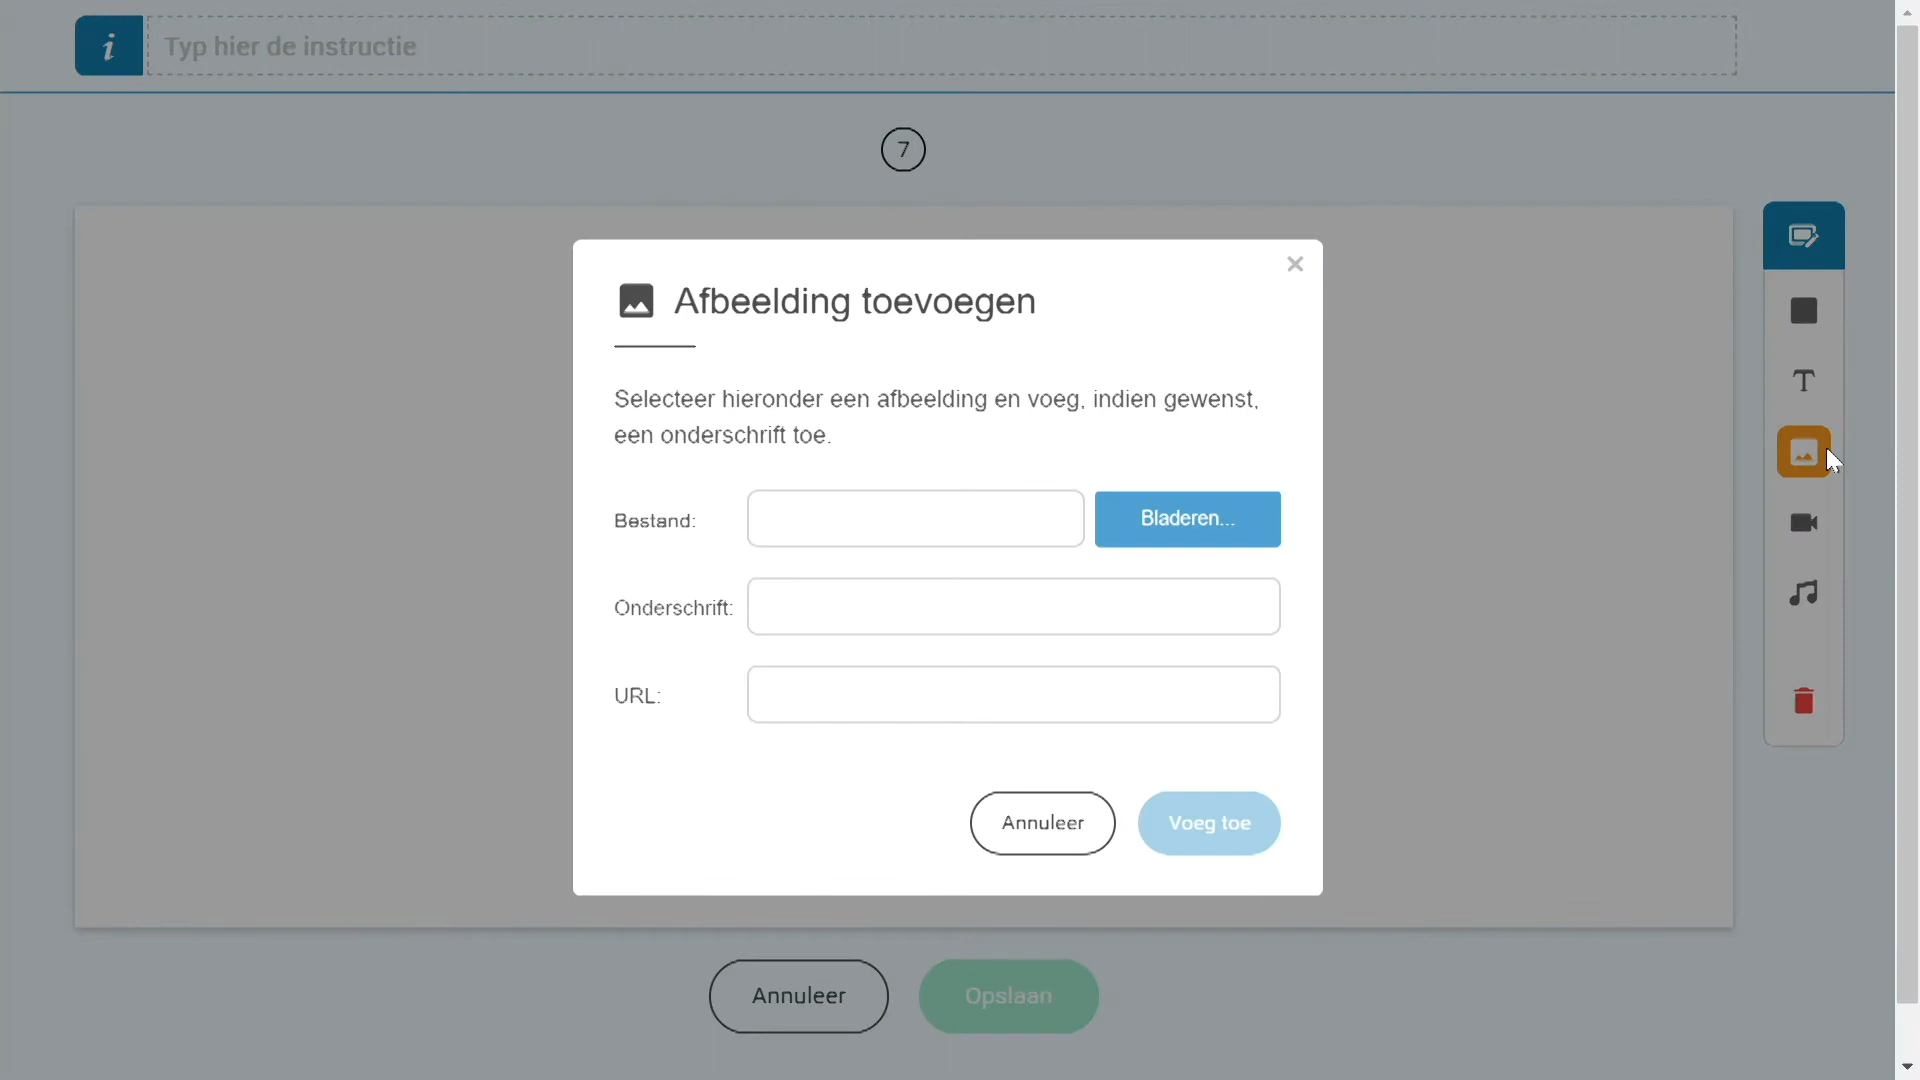 i
Typ hier de instructie
7
Afbeelding toevoegen
Selecteer hieronder een afbeelding en voeg, indien gewenst,
een onderschrift toe.
Bestand:
Bladeren...
Onderschrift:
URL:
Annuleer
Voeg toe
Annuleer
Opslaan